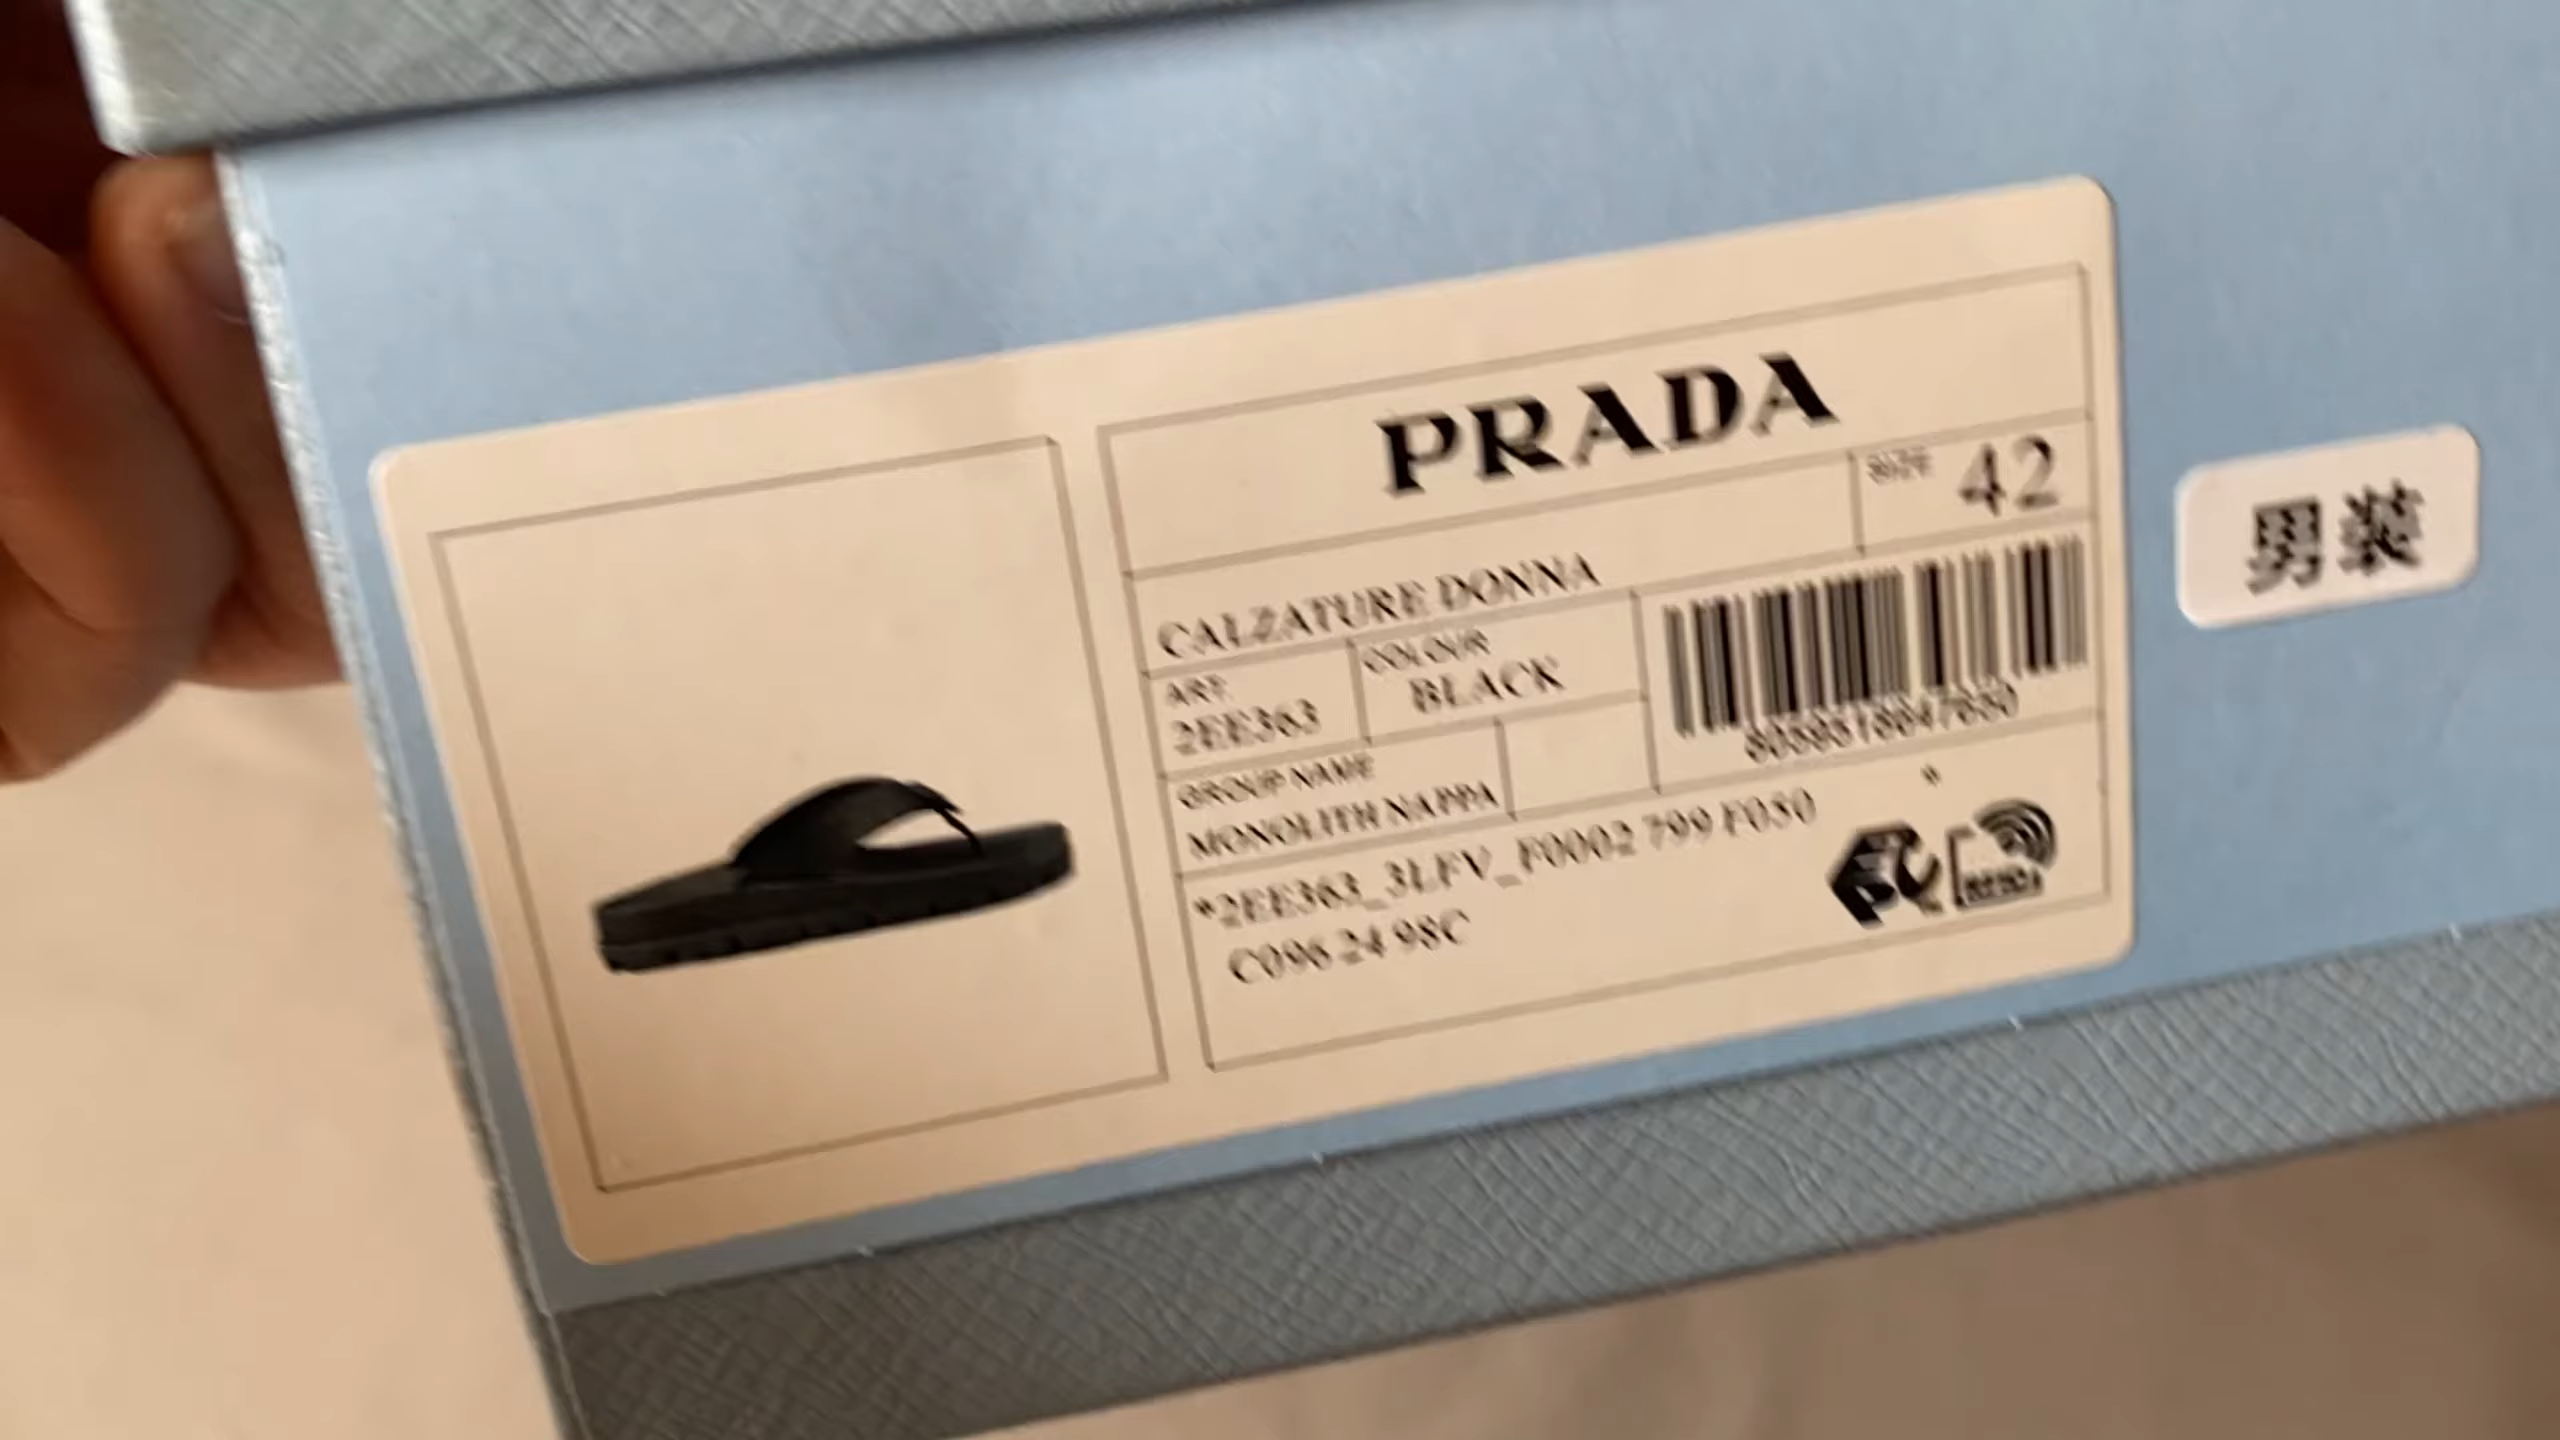 PRADA
SIZE 42
男装
CALZATURE DONNA
ART. COLOUR
2EE363 BLACK
GROUP NAME
MONOLITH NAPPA
*2EE363_3LFV_F0002 799 F050
C096 24 98C